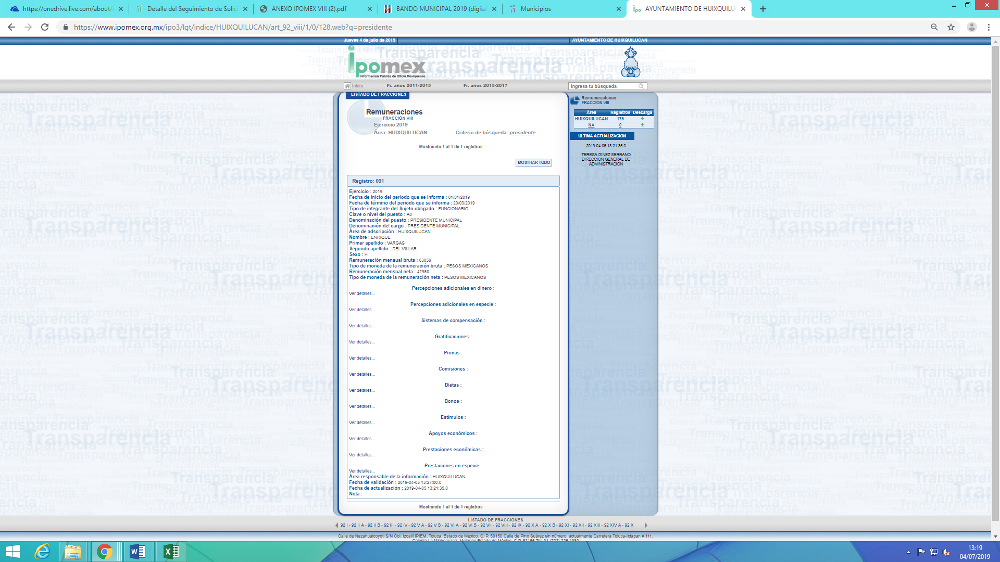 https://onedrive.live.com/about/
Detalle del Seguimiento de Solici
ANEXO IPOMEX VIII (2).pdf
BANDO MUNICIPAL 2019 (digita
Municipios
AYUNTAMIENTO DE HUIXQUILU
https://www.ipomex.org.mx/ipo3/lgt/indice/HUIXQUILUCAN/art_92_viii/1/0/128.web?q=presidente
Jueves 4 de julio de 2019
AYUNTAMIENTO DE HUIXQUILUCAN
ipomex
Información Pública de Oficio Mexiquense
Transparencia
Inicio
Fr. años 2011-2015
Fr. años 2015-2017
Ingresa tu búsqueda
LISTADO DE FRACCIONES
Remuneraciones
FRACCIÓN VIII
Ejercicio 2019
Área: HUIXQUILUCAN
Criterio de búsqueda: presidente
Mostrando 1 al 1 de 1 registros
MOSTRAR TODO
Registro: 001
Ejercicio : 2019
Fecha de inicio del periodo que se informa : 01/01/2019
Fecha de término del periodo que se informa : 20/03/2019
Tipo de integrante del Sujeto obligado : FUNCIONARIO
Clave o nivel del puesto : A0
Denominación del puesto : PRESIDENTE MUNICIPAL
Denominación del cargo : PRESIDENTE MUNICIPAL
Área de adscripción : HUIXQUILUCAN
Nombre : ENRIQUE
Primer apellido : VARGAS
Segundo apellido : DEL VILLAR
Sexo : H
Remuneración mensual bruta : 63058
Tipo de moneda de la remuneración bruta : PESOS MEXICANOS
Remuneración mensual neta : 42950
Tipo de moneda de la remuneración neta : PESOS MEXICANOS
Percepciones adicionales en dinero :
Ver detalles...
Percepciones adicionales en especie :
Ver detalles...
Sistemas de compensación :
Ver detalles...
Gratificaciones :
Ver detalles...
Primas :
Ver detalles...
Comisiones :
Ver detalles...
Dietas :
Ver detalles...
Bonos :
Ver detalles...
Estímulos :
Ver detalles...
Apoyos económicos :
Ver detalles...
Prestaciones económicas :
Ver detalles...
Prestaciones en especie :
Ver detalles...
Área responsable de la información : HUIXQUILUCAN
Fecha de validación : 2019-04-05 13:27:00.0
Fecha de actualización : 2019-04-05 13:21:35.0
Nota :
Mostrando 1 al 1 de 1 registros
Remuneraciones
FRACCIÓN VIII
Área Registros Descarga
HUIXQUILUCAN 175
NA 0
ULTIMA ACTUALIZACIÓN
2019-04-05 13:21:35.0
TERESA GINEZ SERRANO
DIRECCION GENERAL DE
ADMINISTRACION
LISTADO DE FRACCIONES
92 I - 92 II A - 92 II B - 92 III - 92 IV - 92 V A - 92 V B - 92 VI A - 92 VI B - 92 VII - 92 VIII - 92 IX - 92 X A - 92 X B - 92 XI - 92 XII - 92 XIII - 92 XIV A - 92 X
Calle de Nezahualcoyotl S/N Col. Izcalli IPIEM, Toluca, Estado de México. C. P. 50150 Calle de Pino Suárez sin número, actualmente Carretera Toluca-Ixtapan # 111,
Colonia La Michoacana; Metepec Estado de México, C.P. 52166 Tel: 01 (722) 226 1980
13:19
04/07/2019